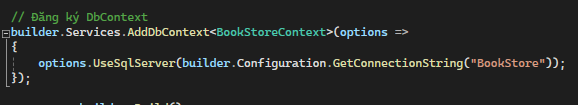 // Đăng ký DbContext
builder.Services.AddDbContext<BookStoreContext>(options =>
{
    options.UseSqlServer(builder.Configuration.GetConnectionString("BookStore"));
});